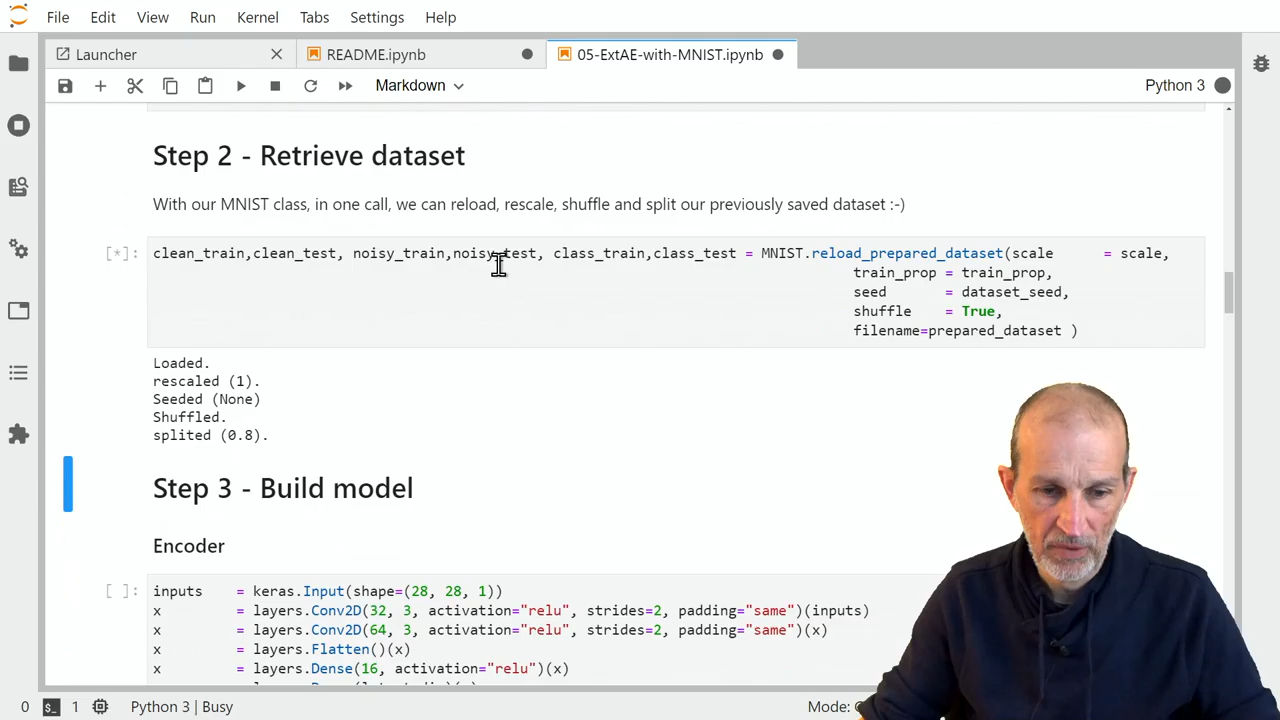 File Edit View Run Kernel Tabs Settings Help
Launcher
README.ipynb
05-ExtAE-with-MNIST.ipynb
Markdown
Python 3
Step 2 - Retrieve dataset
With our MNIST class, in one call, we can reload, rescale, shuffle and split our previously saved dataset :-)
[*]: clean_train,clean_test, noisy_train,noisy_test, class_train,class_test = MNIST.reload_prepared_dataset(scale = scale,
train_prop = train_prop,
seed = dataset_seed,
shuffle = True,
filename=prepared_dataset )
Loaded.
rescaled (1).
Seeded (None)
Shuffled.
splited (0.8).
Step 3 - Build model
Encoder
[ ]: inputs = keras.Input(shape=(28, 28, 1))
x = layers.Conv2D(32, 3, activation="relu", strides=2, padding="same")(inputs)
x = layers.Conv2D(64, 3, activation="relu", strides=2, padding="same")(x)
x = layers.Flatten()(x)
x = layers.Dense(16, activation="relu")(x)
0 $_ 1 Python 3 | Busy
Mode: